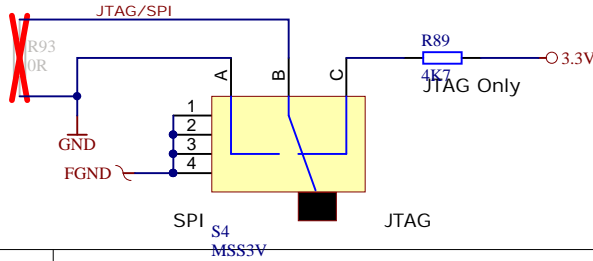 JTAG/SPI
R93
0R
R89
4K7
3.3V
JTAG Only
A
B
C
1
2
3
4
GND
FGND
SPI
S4
MSS3V
JTAG